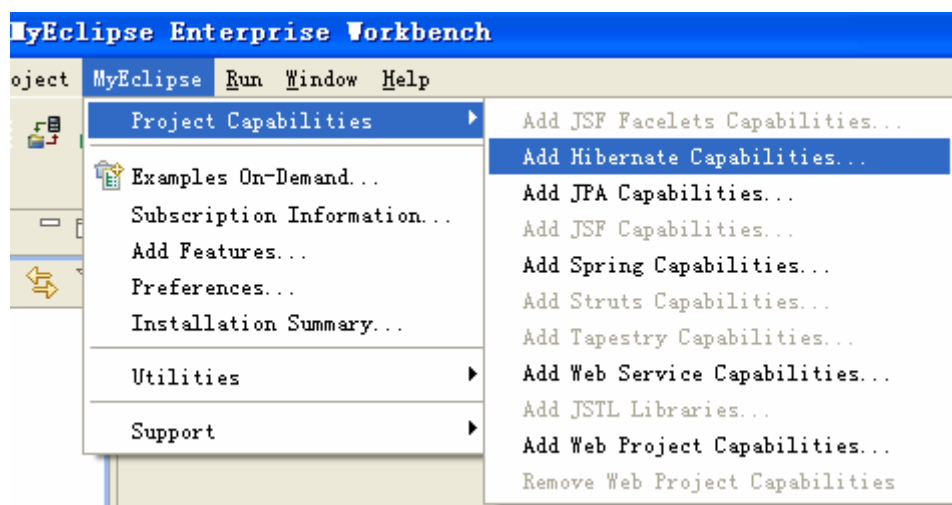 MyEclipse Enterprise Workbench
oject MyEclipse Run Window Help
Project Capabilities
Examples On-Demand...
Subscription Information...
Add Features...
Preferences...
Installation Summary...
Utilities
Support
Add JSF Facelets Capabilities...
Add Hibernate Capabilities...
Add JPA Capabilities...
Add JSF Capabilities...
Add Spring Capabilities...
Add Struts Capabilities...
Add Tapestry Capabilities...
Add Web Service Capabilities...
Add JSTL Libraries...
Add Web Project Capabilities...
Remove Web Project Capabilities